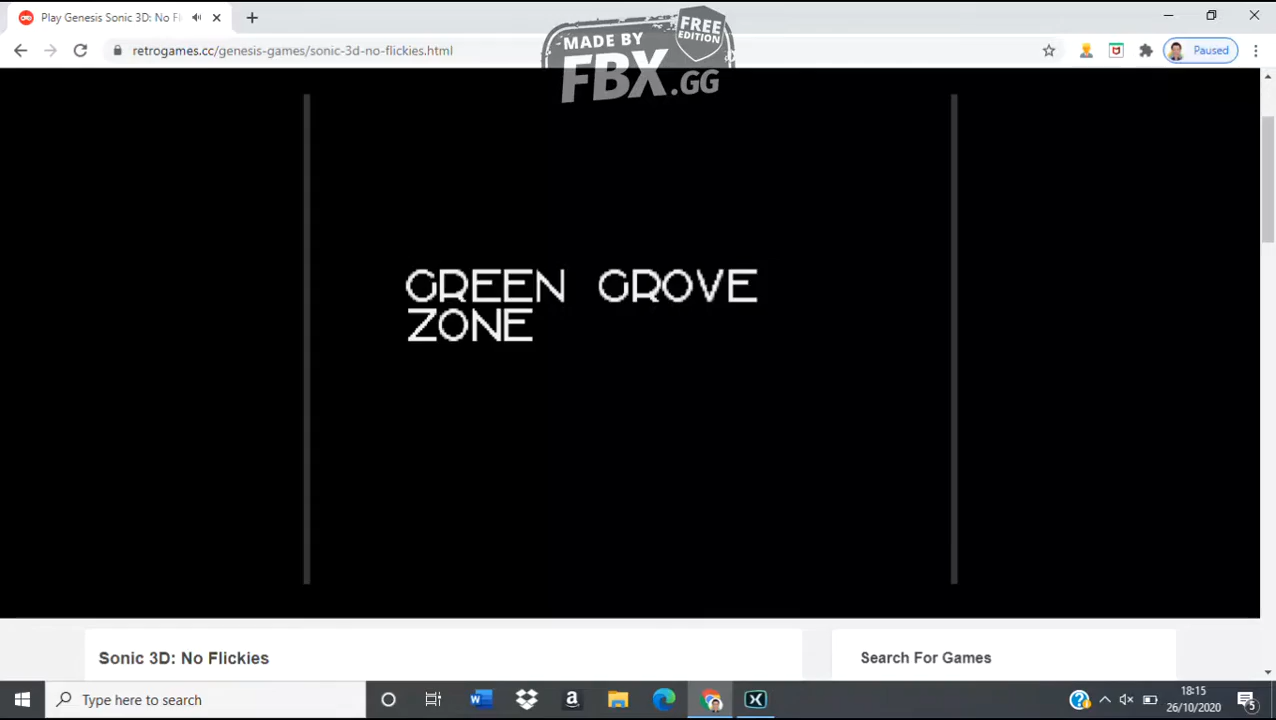 Play Genesis Sonic 3D: No Fl
retrogames.cc/genesis-games/sonic-3d-no-flickies.html
Paused
MADE BY
FBX.GG
FREE
EDITION
GREEN GROVE
ZONE
Sonic 3D: No Flickies
Search For Games
Type here to search
18:15
26/10/2020
5